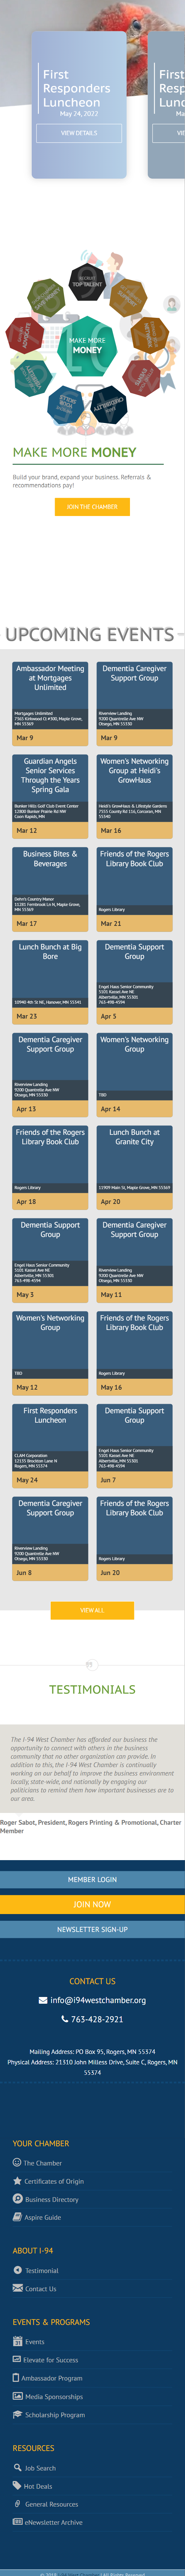 First
Responders
Luncheon
May 24, 2022
VIEW DETAILS
First
MAKE MORE
MONEY
TOP TALENT
ADVOCATE
MAKE MORE MONEY
Build your brand, expand your business. Referrals &
recommendations pay!
JOIN THE CHAMBER
UPCOMING EVENTS
Ambassador Meeting
at Mortgages
Unlimited
Mortgages Unlimited
7365 Kirkwood Ct #100, Maple Grove,
MN 55369
Mar 9
Dementia Caregiver
Support Group
Riverview Landing
9200 Quantrelle Ave NW
Otsego, MN 55330
Mar 9
Guardian Angels
Senior Services
Through the Years
Spring Gala
Bunker Hills Golf Club Event Center
12800 Bunker Prairie Rd NW
Coon Rapids, MN
Mar 12
Women's Networking
Group at Heidi's
GrowHaus
Heidi's GrowHaus & Lifestyle Gardens
7555 County Rd 116, Corcoran, MN
55340
Mar 16
Business Bites &
Beverages
Dehn's Country Manor
11281 Fernbrook Ln N, Maple Grove,
MN 55369
Mar 17
Friends of the Rogers
Library Book Club
Rogers Library
Mar 21
Lunch Bunch at Big
Bore
10940 4th St NE, Hanover, MN 55341
Mar 23
Dementia Support
Group
Engel Haus Senior Community
5101 Kassel Ave NE
Albertville, MN 55301
763-498-4594
Apr 5
Dementia Caregiver
Support Group
Riverview Landing
9200 Quantrelle Ave NW
Otsego, MN 55330
Apr 13
Women's Networking
Group
TBD
Apr 14
Friends of the Rogers
Library Book Club
Rogers Library
Apr 18
Lunch Bunch at
Granite City
11909 Main St, Maple Grove, MN 55369
Apr 20
Dementia Support
Group
Engel Haus Senior Community
5101 Kassel Ave NE
Albertville, MN 55301
763-498-4594
May 3
Dementia Caregiver
Support Group
Riverview Landing
9200 Quantrelle Ave NW
Otsego, MN 55330
May 11
Women's Networking
Group
TBD
May 12
Friends of the Rogers
Library Book Club
Rogers Library
May 16
First Responders
Luncheon
CLAM Corporation
12135 Brockton Lane N
Rogers, MN 55374
May 24
Dementia Support
Group
Engel Haus Senior Community
5101 Kassel Ave NE
Albertville, MN 55301
763-498-4594
Jun 7
Dementia Caregiver
Support Group
Riverview Landing
9200 Quantrelle Ave NW
Otsego, MN 55330
Jun 8
Friends of the Rogers
Library Book Club
Rogers Library
Jun 20
VIEW ALL
TESTIMONIALS
The I-94 West Chamber has afforded our business the
opportunity to connect with others in the business
community that no other organization can provide. In
addition to this, the I-94 West Chamber is continually
working on our behalf to improve the business environment
locally, state-wide, and nationally by engaging our
politicians to remind them how important businesses are to
our area.
Roger Sabot, President, Rogers Printing & Promotional, Charter
Member
MEMBER LOGIN
JOIN NOW
NEWSLETTER SIGN-UP
CONTACT US
info@i94westchamber.org
763-428-2921
Mailing Address: PO Box 95, Rogers, MN 55374
Physical Address: 21310 John Milless Drive, Suite C, Rogers, MN
55374
YOUR CHAMBER
The Chamber
Certificates of Origin
Business Directory
Aspire Guide
ABOUT I-94
Testimonial
Contact Us
EVENTS & PROGRAMS
Events
Elevate for Success
Ambassador Program
Media Sponsorships
Scholarship Program
RESOURCES
Job Search
Hot Deals
General Resources
eNewsletter Archive